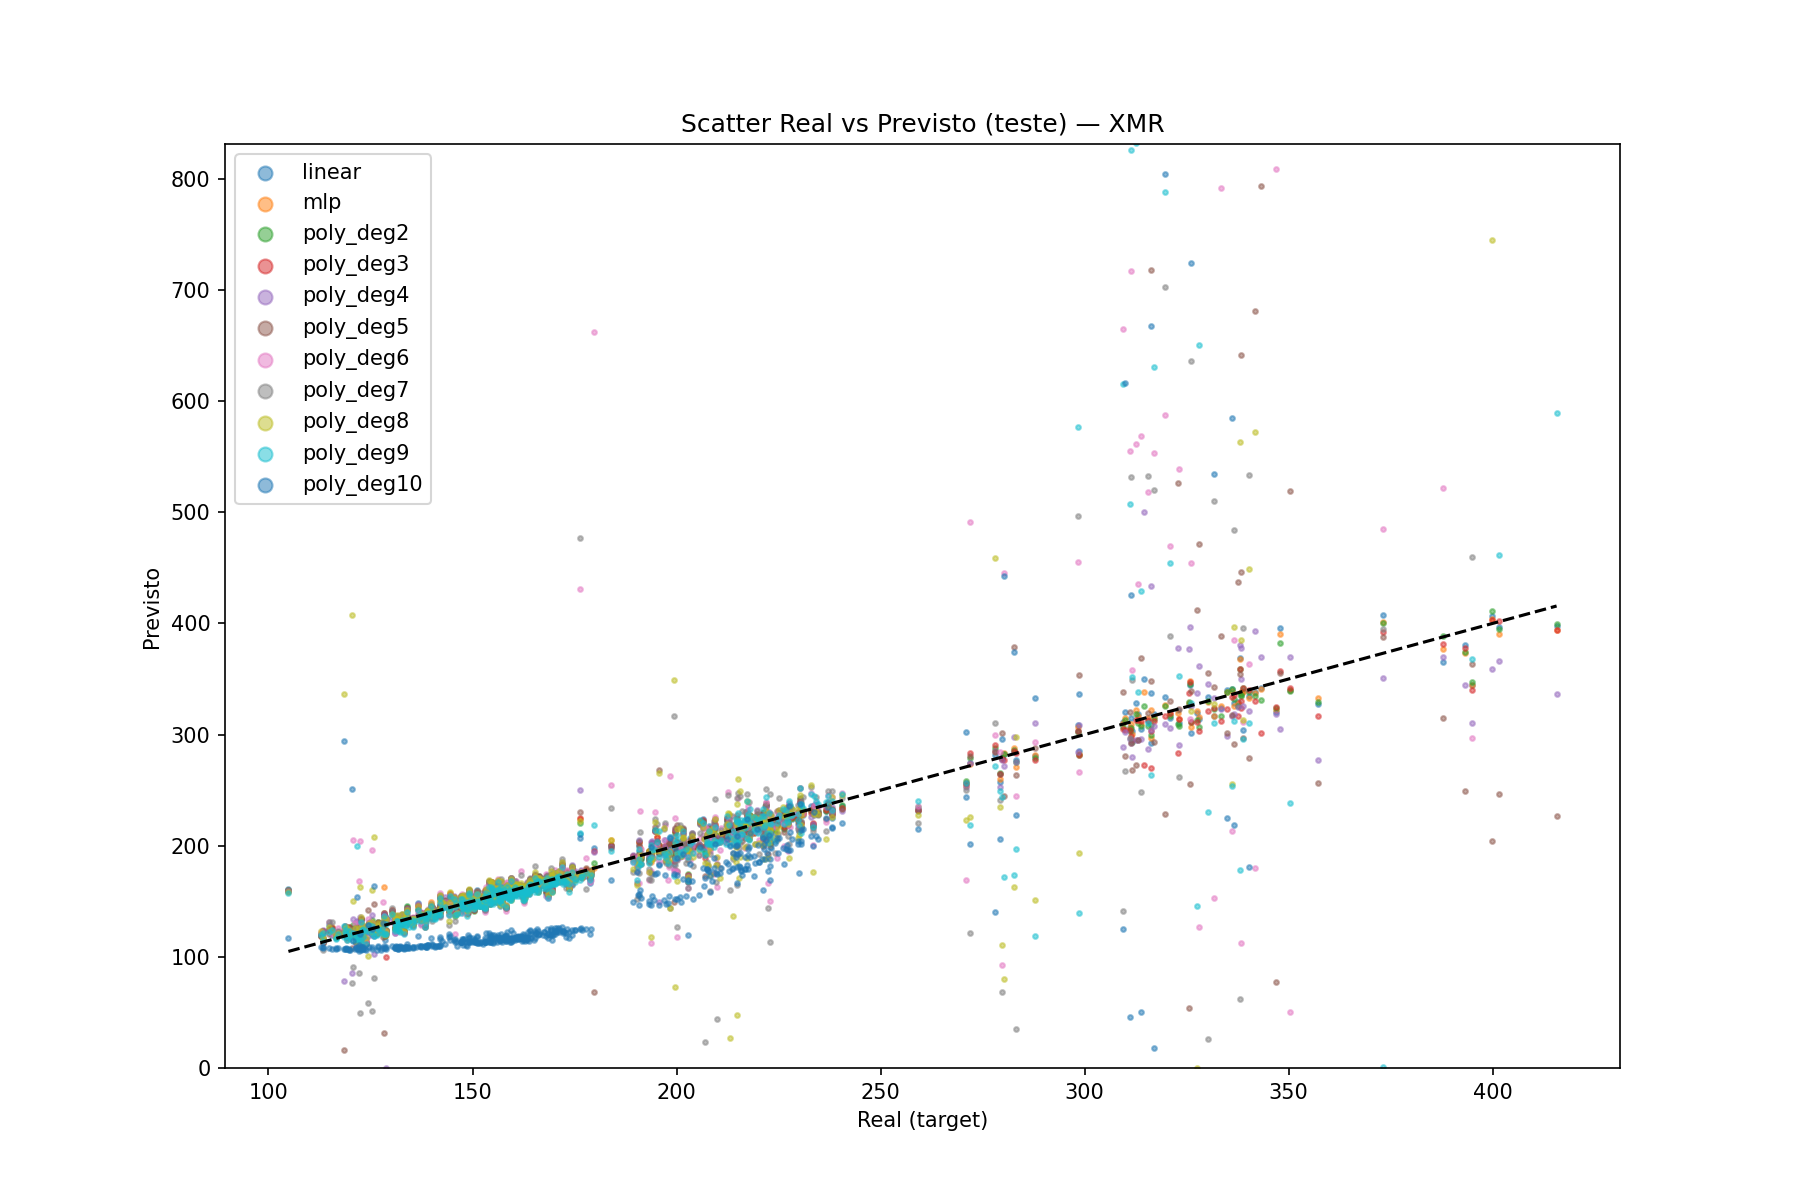 Scatter Real vs Previsto (teste) — XMR
linear
mlp
poly_deg2
poly_deg3
poly_deg4
poly_deg5
poly_deg6
poly_deg7
poly_deg8
poly_deg9
poly_deg10
Previsto
800
700
600
500
400
300
200
100
0
100 150 200 250 300 350 400
Real (target)